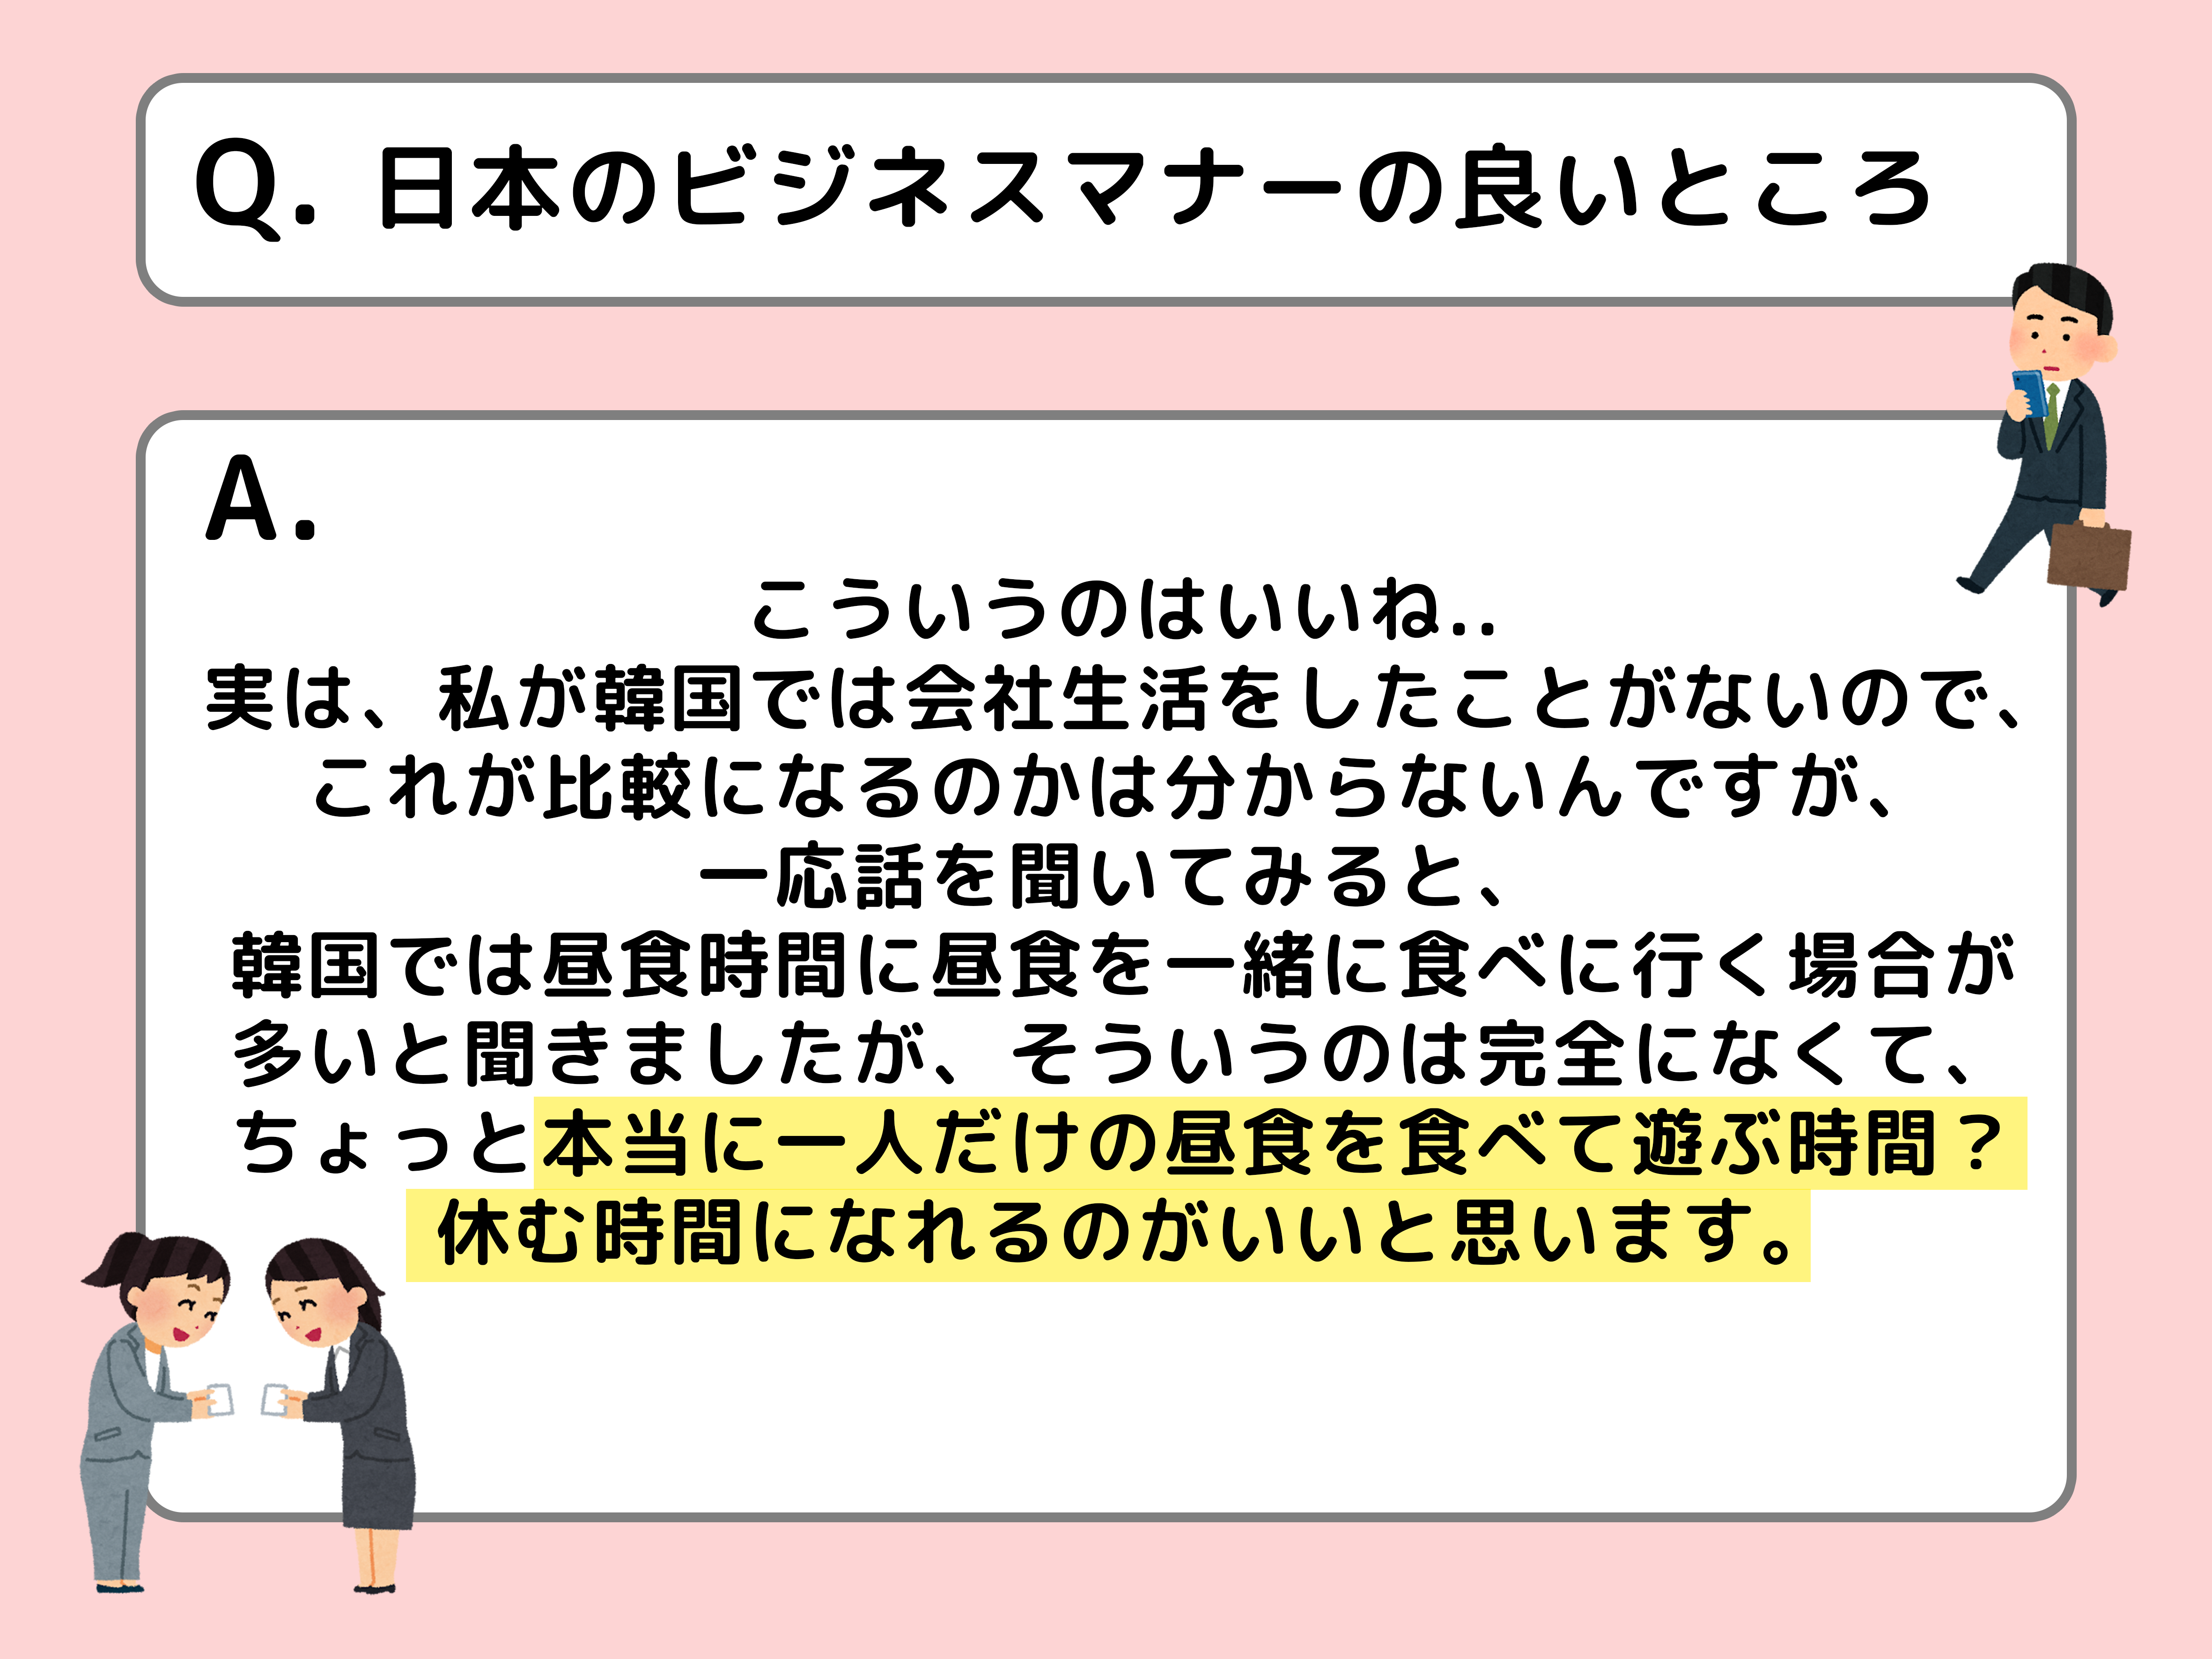 Q. 日本のビジネスマナーの良いところ
A.
こういうのはいいね..
実は、私が韓国では会社生活をしたことがないので、
これが比較になるのかは分からないんですが、
一応話を聞いてみると、
韓国では昼食時間に昼食を一緒に食べに行く場合が
多いと聞きましたが、そういうのは完全になくて、
ちょっと本当に一人だけの昼食を食べて遊ぶ時間？
休む時間になれるのがいいと思います。